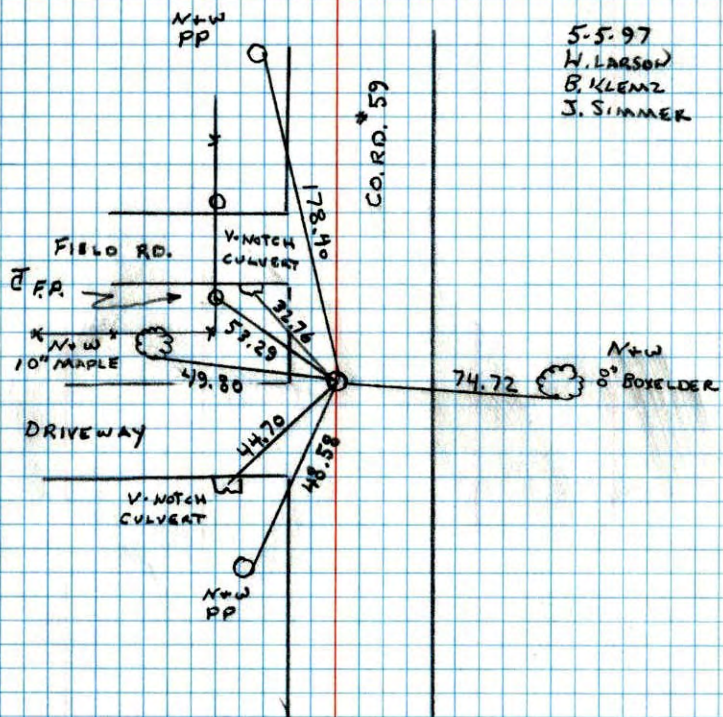 N+W
PP
5-5-97
W. LARSON
B. KLEMZ
J. SIMMER
CO. RD. #59
178.40
FIELD RD.
V-NOTCH
CULVERT
F.P.
32.76
53.29
N+W
10" MAPLE
49.80
74.72
N+W
8" BOXELDER
DRIVEWAY
44.70
48.58
V-NOTCH
CULVERT
N+W
PP